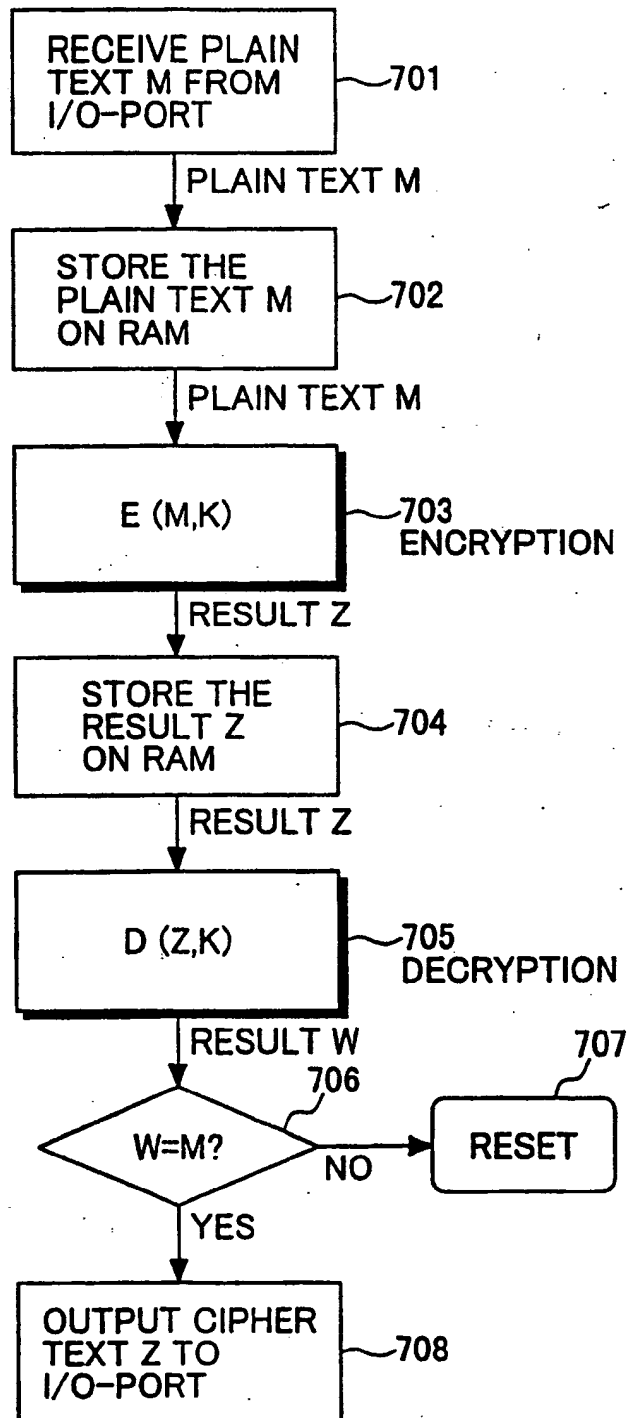 RECEIVE PLAIN
TEXT M FROM
I/O-PORT
701
PLAIN TEXT M
STORE THE
PLAIN TEXT M
ON RAM
702
PLAIN TEXT M
E (M,K)
703
ENCRYPTION
RESULT Z
STORE THE
RESULT Z
ON RAM
704
RESULT Z
D (Z,K)
705
DECRYPTION
RESULT W
706
707
W=M?
NO
RESET
YES
OUTPUT CIPHER
TEXT Z TO
I/O-PORT
708